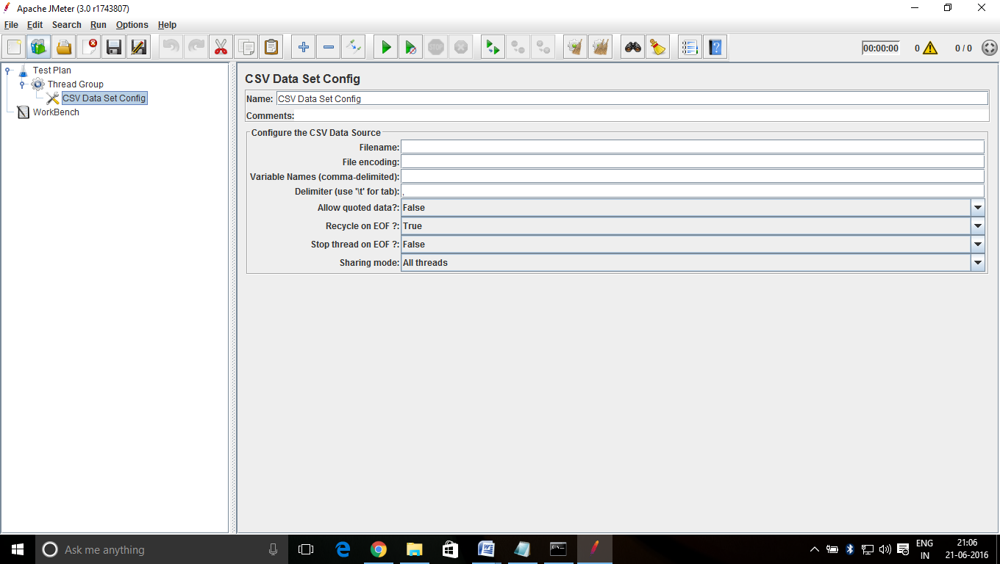 Apache JMeter (3.0 r1743807)
File Edit Search Run Options Help
STOP
00:00:00 0 0 / 0
Test Plan
Thread Group
CSV Data Set Config
WorkBench
CSV Data Set Config
Name: CSV Data Set Config
Comments:
Configure the CSV Data Source
Filename:
File encoding:
Variable Names (comma-delimited):
Delimiter (use '\t' for tab): ,
Allow quoted data?: False
Recycle on EOF ?: True
Stop thread on EOF ?: False
Sharing mode: All threads
Ask me anything
ENG
IN
21:06
21-06-2016